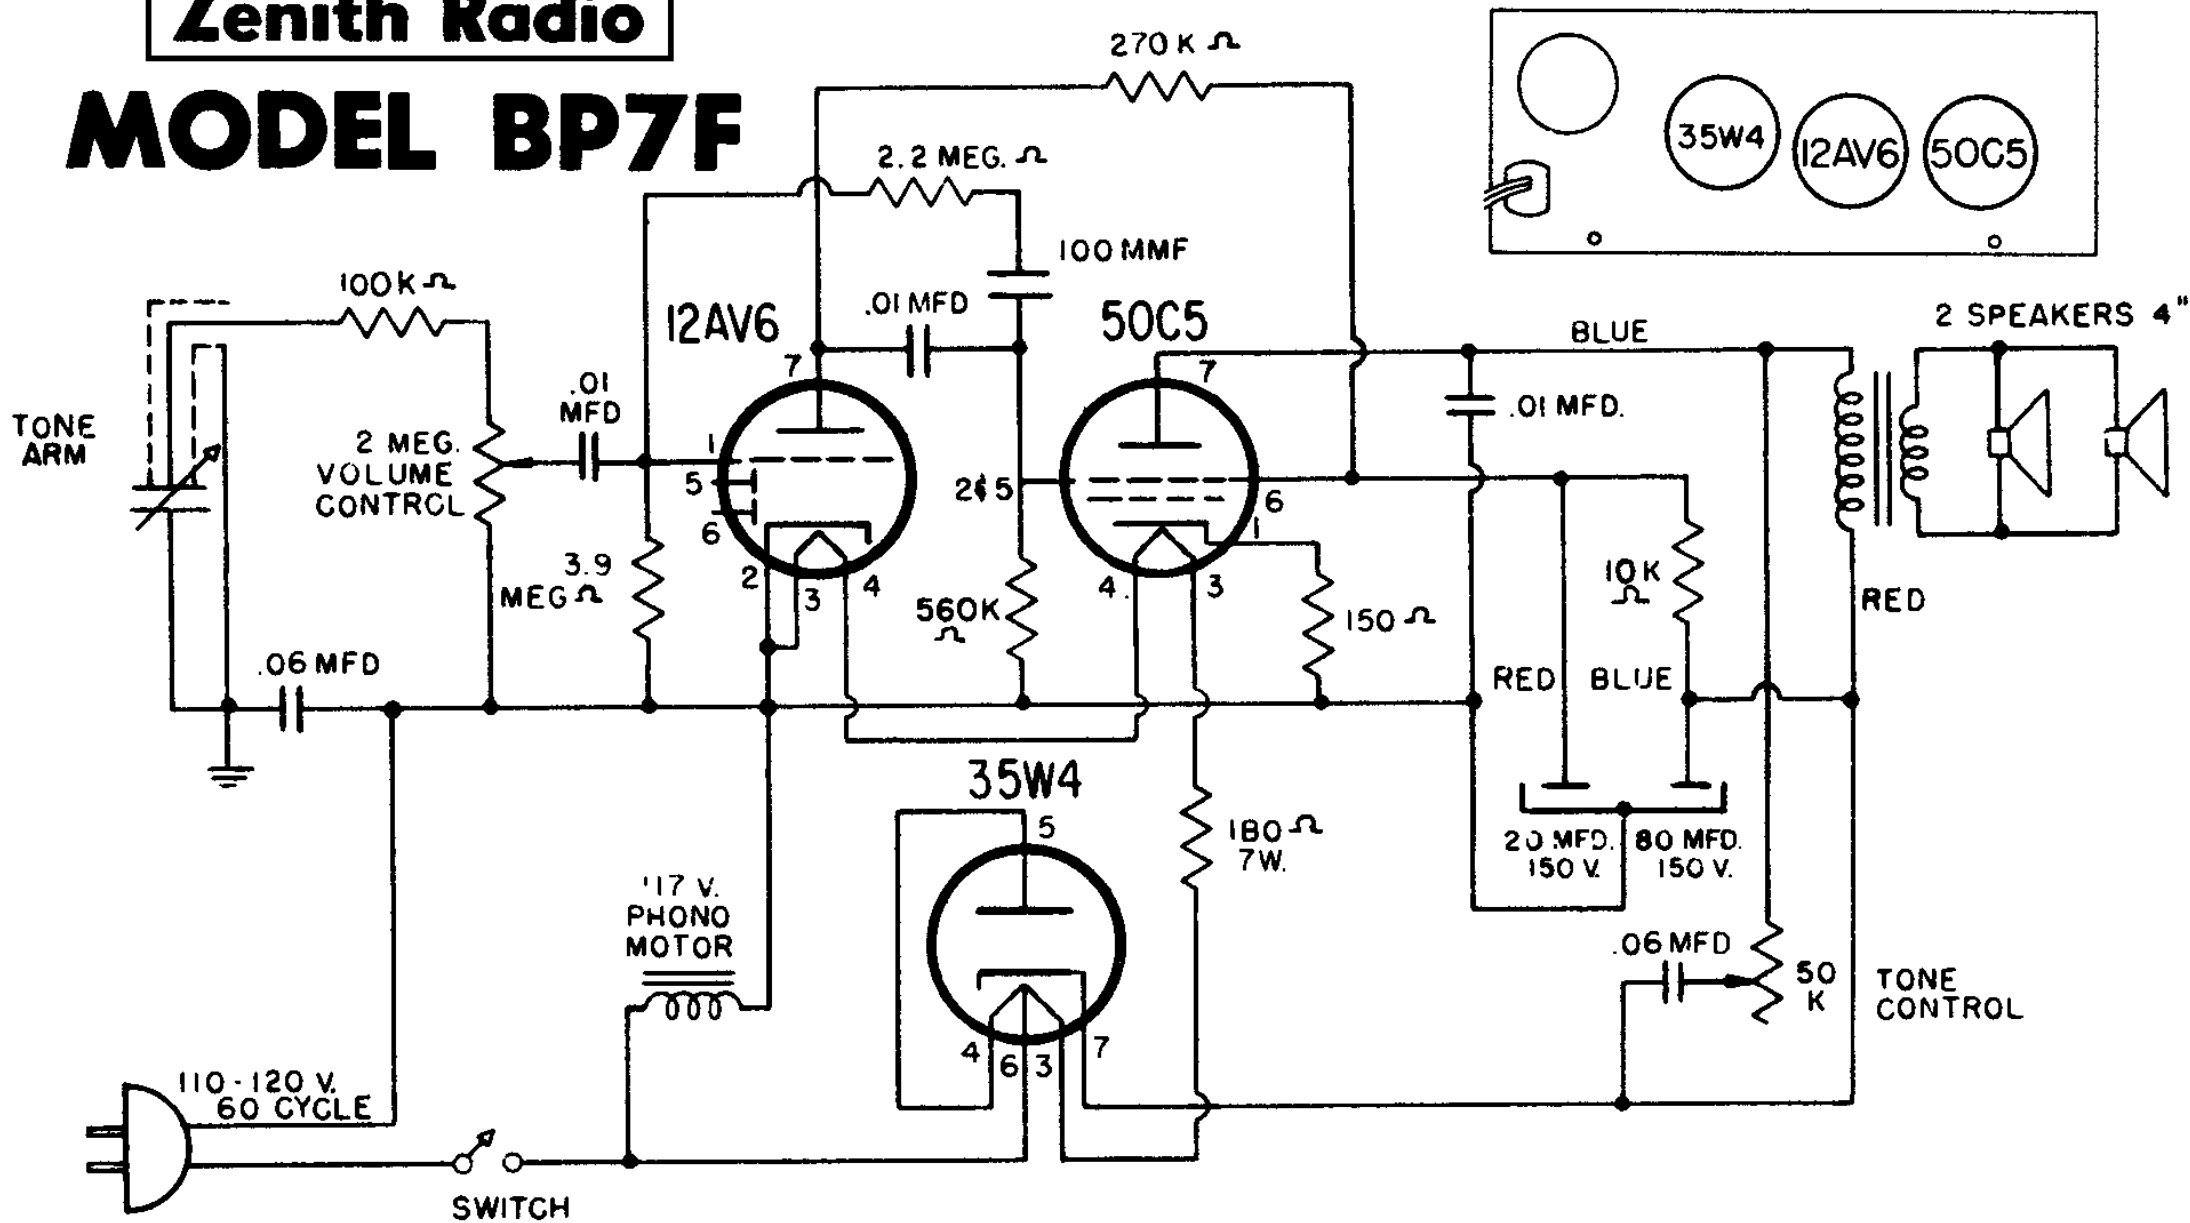 Zenith Radio
MODEL BP7F
270 K Ω
2.2 MEG. Ω
100 MMF
.01 MFD
100 K Ω
12AV6
50C5
35W4
12AV6
50C5
2 SPEAKERS 4"
BLUE
TONE
ARM
2 MEG.
VOLUME
CONTROL
.01
MFD
7
1
5
6
2
3
4
3.9
MEG Ω
2¢5
7
6
1
4
3
560K
Ω
150 Ω
.01 MFD.
10 K
Ω
RED
RED
BLUE
.06 MFD
35W4
5
180 Ω
7W.
20 MFD.
150 V.
80 MFD.
150 V.
117 V.
PHONO
MOTOR
4
6
3
7
.06 MFD
50
K
TONE
CONTROL
110-120 V.
60 CYCLE
SWITCH